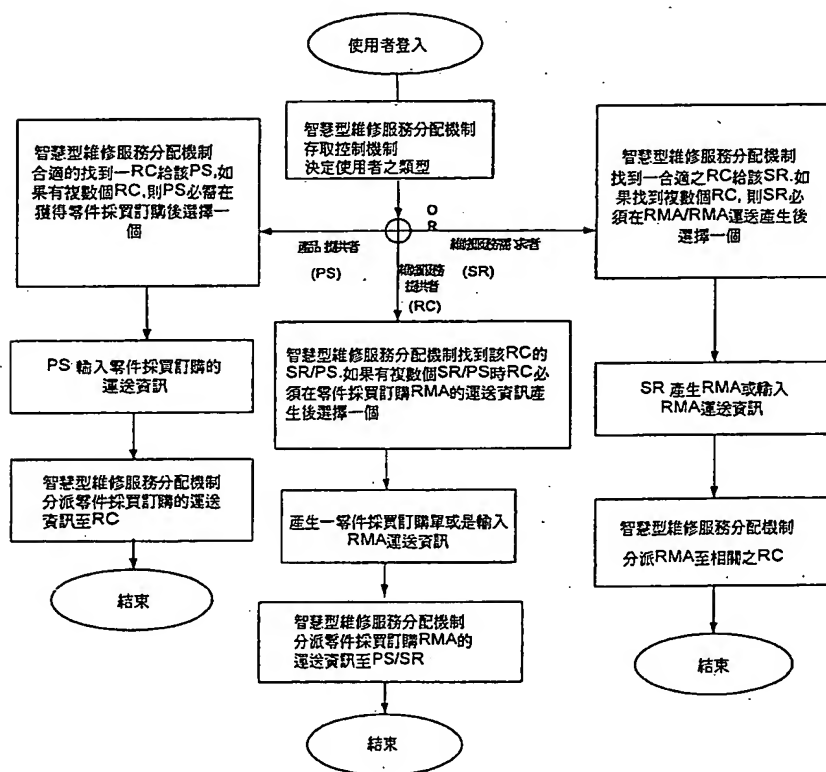 使用者登入
智慧型維修服務分配機制
存取控制機制
決定使用者之類型
O
R
產品提供者
(PS)
維修服務
提供者
(RC)
維修服務需求者
(SR)
智慧型維修服務分配機制
合適的找到一RC給該PS,如
果有複數個RC,則PS必需在
獲得零件採買訂購後選擇一
個
PS 輸入零件採買訂購的
運送資訊
智慧型維修服務分配機制
分派零件採買訂購的運送
資訊至RC
結束
智慧型維修服務分配機制找到該RC的
SR/PS.如果有複數個SR/PS時RC必
須在零件採買訂購RMA的運送資訊產
生後選擇一個
產生一零件採買訂購單或是輸入
RMA運送資訊
智慧型維修服務分配機制
分派零件採買訂購RMA的
運送資訊至PS/SR
結束
智慧型維修服務分配機制
找到一合適之RC給該SR.如
果找到複數個RC, 則SR必
須在RMA/RMA運送產生後
選擇一個
SR 產生RMA或輸入
RMA運送資訊
智慧型維修服務分配機制
分派RMA至相關之RC
結束